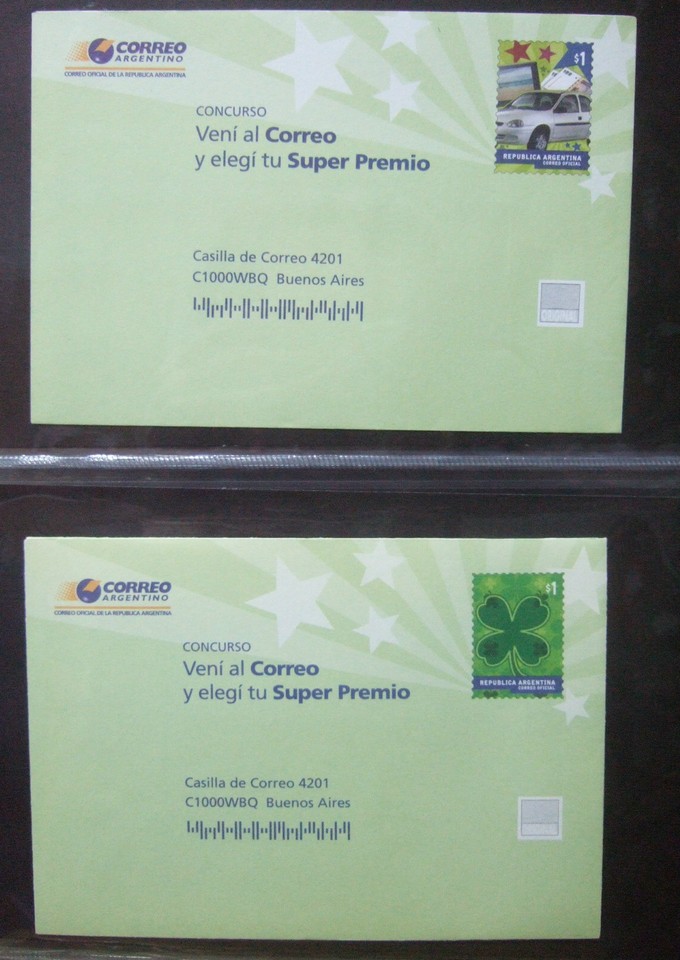 CORREO
ARGENTINO
CORREO OFICIAL DE LA REPUBLICA ARGENTINA
$1
REPUBLICA ARGENTINA
CORREO OFICIAL
CONCURSO
Vení al Correo
y elegí tu Super Premio
Casilla de Correo 4201
C1000WBQ Buenos Aires
CORREO
ARGENTINO
CORREO OFICIAL DE LA REPUBLICA ARGENTINA
$1
REPUBLICA ARGENTINA
CORREO OFICIAL
CONCURSO
Vení al Correo
y elegí tu Super Premio
Casilla de Correo 4201
C1000WBQ Buenos Aires